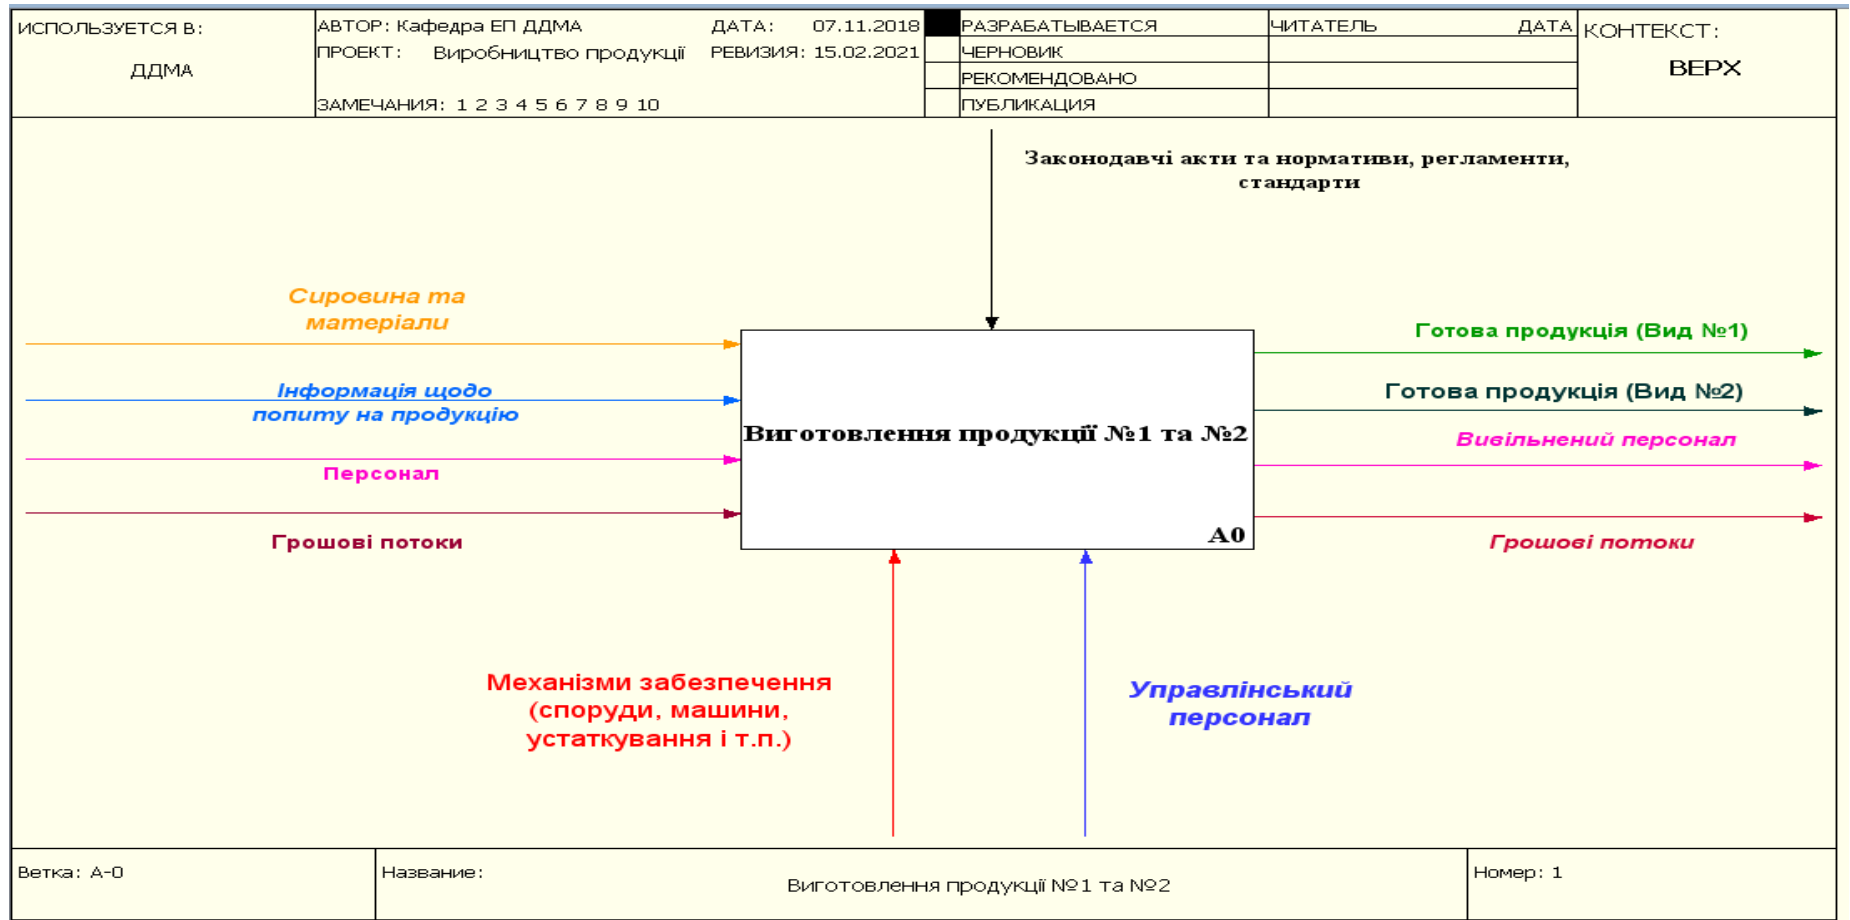 ИСПОЛЬЗУЕТСЯ В:
ДДМА
АВТОР: Кафедра ЕП ДДМА
ДАТА: 07.11.2018
ПРОЕКТ: Виробництво продукції
РЕВИЗИЯ: 15.02.2021
ЗАМЕЧАНИЯ: 1 2 3 4 5 6 7 8 9 10
РАЗРАБАТЫВАЕТСЯ
ЧЕРНОВИК
РЕКОМЕНДОВАНО
ПУБЛИКАЦИЯ
ЧИТАТЕЛЬ ДАТА
КОНТЕКСТ:
ВЕРХ
Законодавчі акти та нормативи, регламенти,
стандарти
Сировина та
матеріали
Інформація щодо
попиту на продукцію
Персонал
Грошові потоки
Виготовлення продукції №1 та №2
A0
Готова продукція (Вид №1)
Готова продукція (Вид №2)
Вивільнений персонал
Грошові потоки
Механізми забезпечення
(споруди, машини,
устаткування і т.п.)
Управлінський
персонал
Ветка: A-0
Название:
Виготовлення продукції №1 та №2
Номер: 1